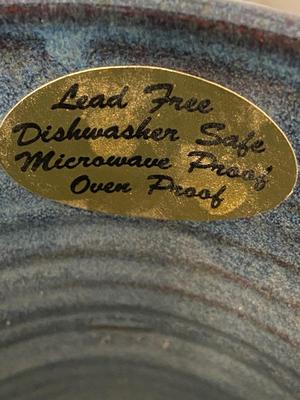 Lead Free
Dishwasher Safe
Microwave Proof
Oven Proof